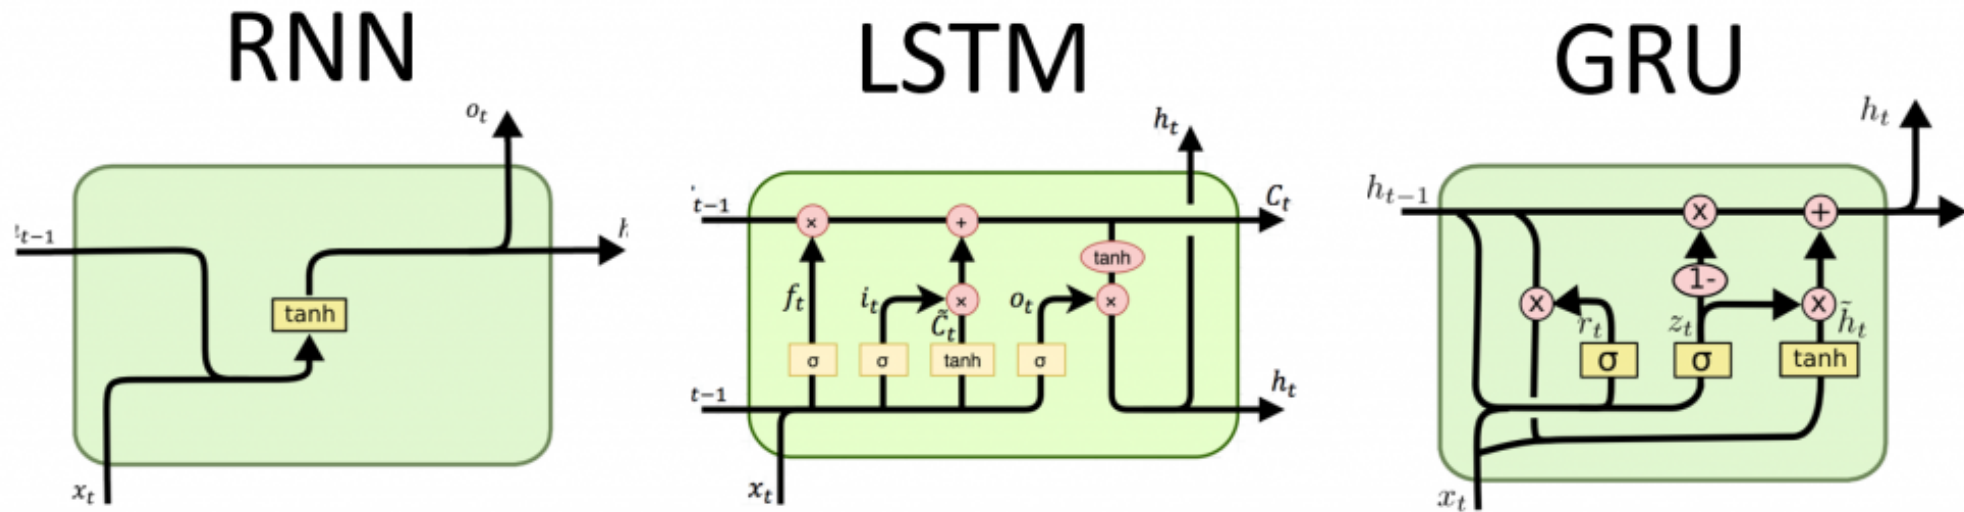 RNN
o_t
t-1
tanh
x_t
LSTM
h_t
t-1
C_t
×
+
tanh
f_t
i_t
×
o_t
×
C̃_t
σ
σ
tanh
σ
t-1
h_t
x_t
GRU
h_t
h_{t-1}
x
+
1-
x
r_t
z_t
x
h̃_t
σ
σ
tanh
x_t